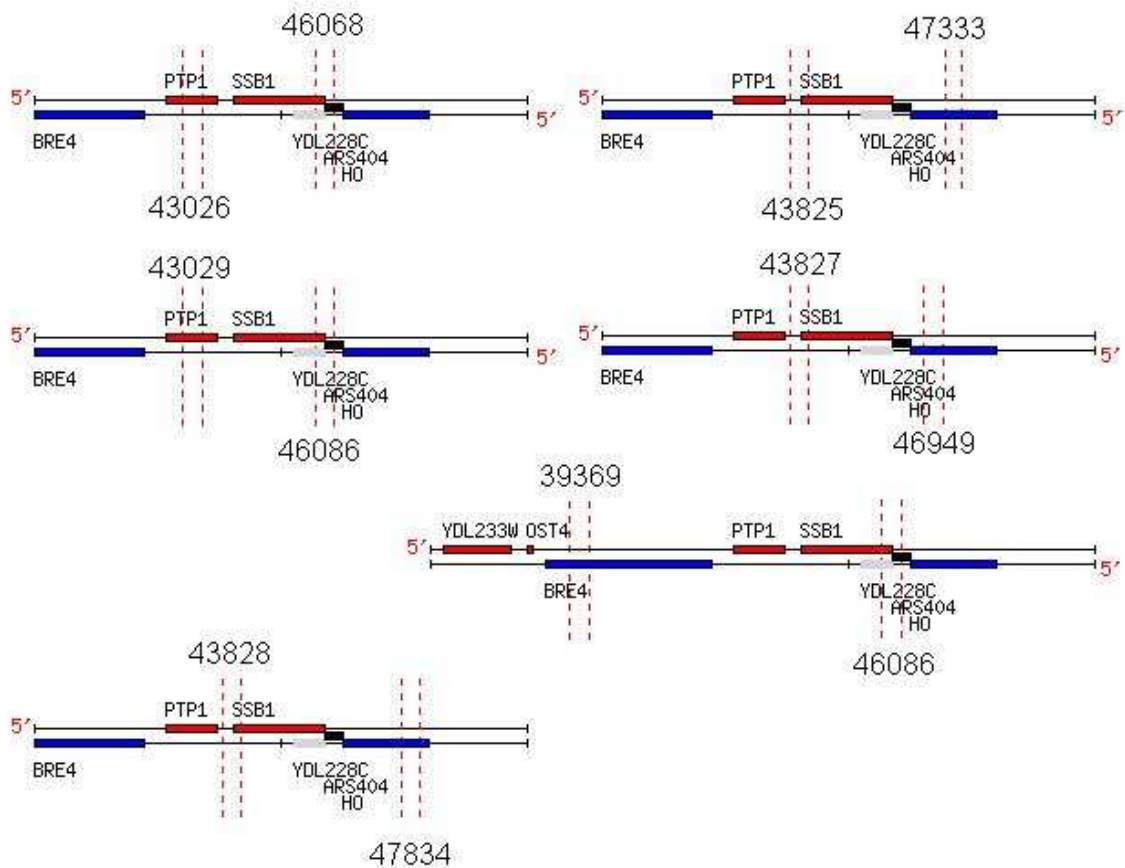 46068
PTP1 SSB1
5′
5′
BRE4
YDL228C
ARS404
HO
43026
47333
PTP1 SSB1
5′
5′
BRE4
YDL228C
ARS404
HO
43825
43029
PTP1 SSB1
5′
5′
BRE4
YDL228C
ARS404
HO
46086
43827
PTP1 SSB1
5′
5′
BRE4
YDL228C
ARS404
HO
46949
39369
YDL233W OST4 PTP1 SSB1
5′
5′
BRE4 YDL228C
ARS404
HO
46086
43828
PTP1 SSB1
5′
BRE4
YDL228C
ARS404
HO
47834